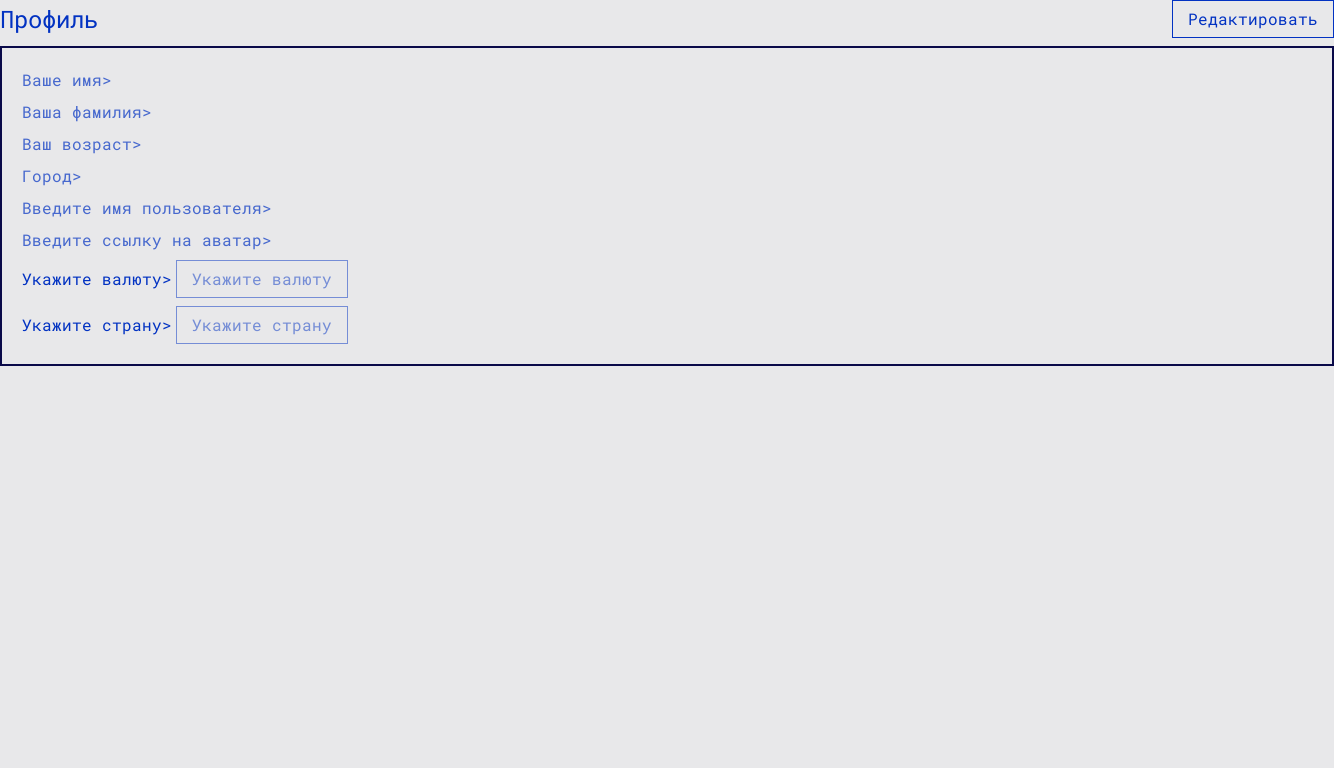 Профиль
Редактировать
Ваше имя>
Ваша фамилия>
Ваш возраст>
Город>
Введите имя пользователя>
Введите ссылку на аватар>
Укажите валюту> Укажите валюту
Укажите страну> Укажите страну